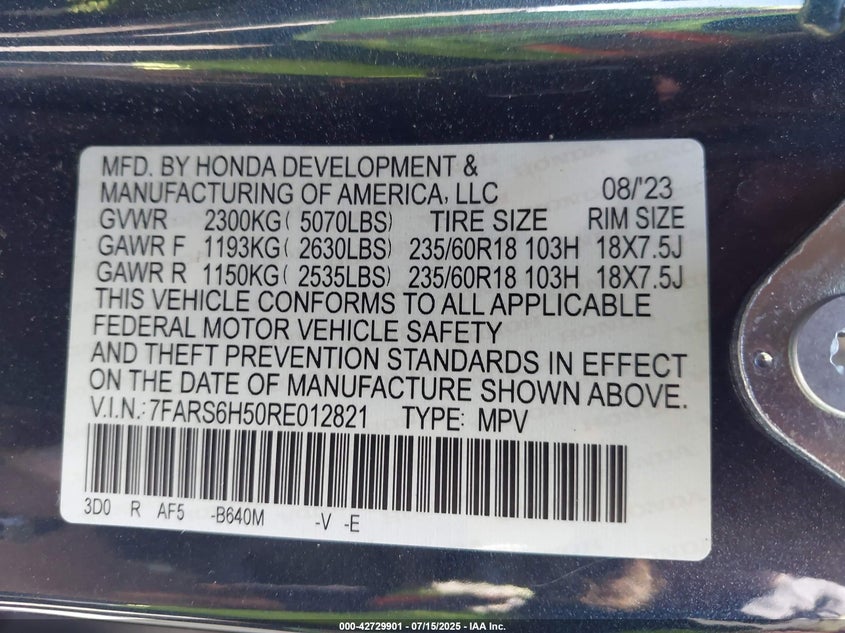 MFD. BY HONDA DEVELOPMENT &
MANUFACTURING OF AMERICA, LLC 08/'23
GVWR 2300KG( 5070LBS) TIRE SIZE RIM SIZE
GAWR F 1193KG( 2630LBS) 235/60R18 103H 18X7.5J
GAWR R 1150KG( 2535LBS) 235/60R18 103H 18X7.5J
THIS VEHICLE CONFORMS TO ALL APPLICABLE
FEDERAL MOTOR VEHICLE SAFETY
AND THEFT PREVENTION STANDARDS IN EFFECT
ON THE DATE OF MANUFACTURE SHOWN ABOVE.
V.I.N.: 7FARS6H50RE012821 TYPE: MPV
3D0 R AF5 -B640M -V -E
000-42729901 - 07/15/2025 - IAA Inc.